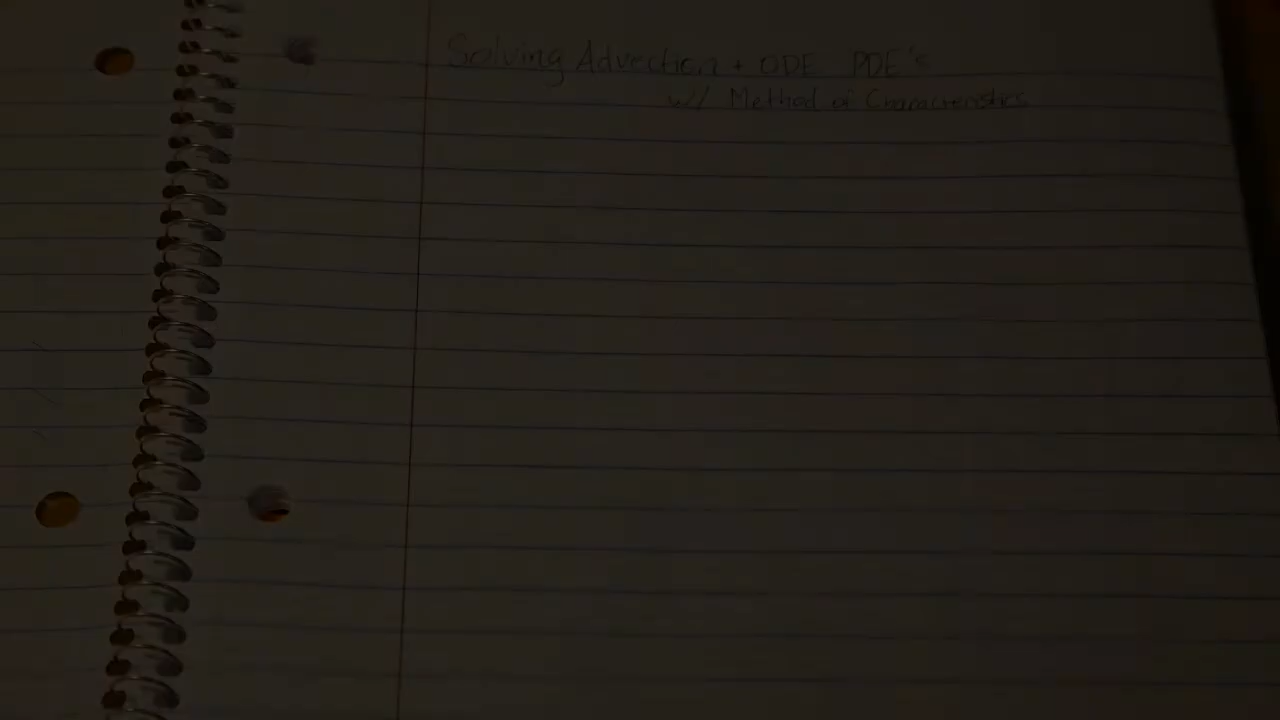 Solving Advection + ODE PDE's
w/ Method of Characteristics